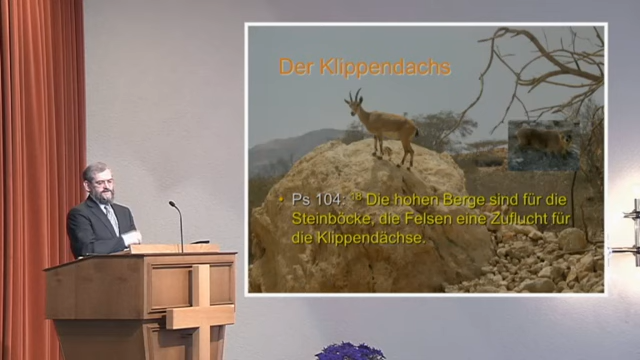 Der Klippendachs
• Ps 104: 18 Die hohen Berge sind für die
Steinböcke, die Felsen eine Zuflucht für
die Klippendächse.